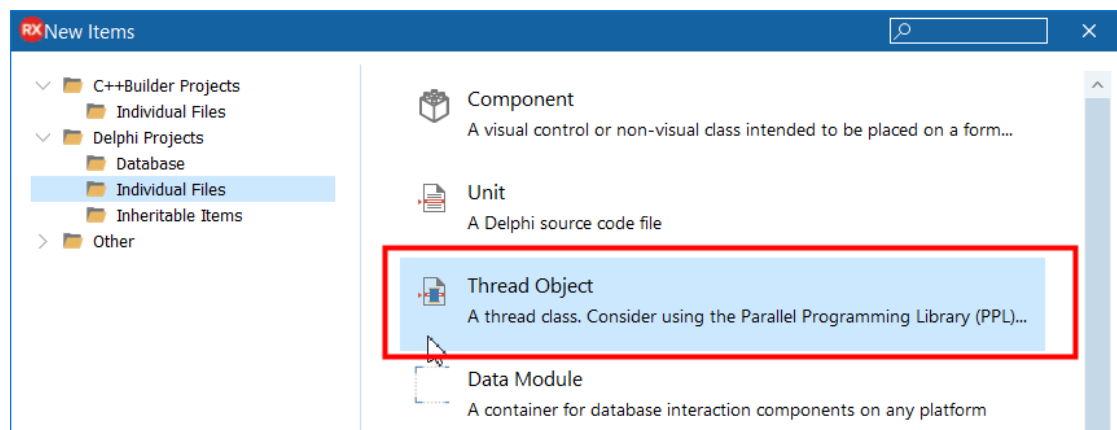 RX New Items
C++Builder Projects
Individual Files
Delphi Projects
Database
Individual Files
Inheritable Items
Other
Component
A visual control or non-visual class intended to be placed on a form...
Unit
A Delphi source code file
Thread Object
A thread class. Consider using the Parallel Programming Library (PPL)...
Data Module
A container for database interaction components on any platform